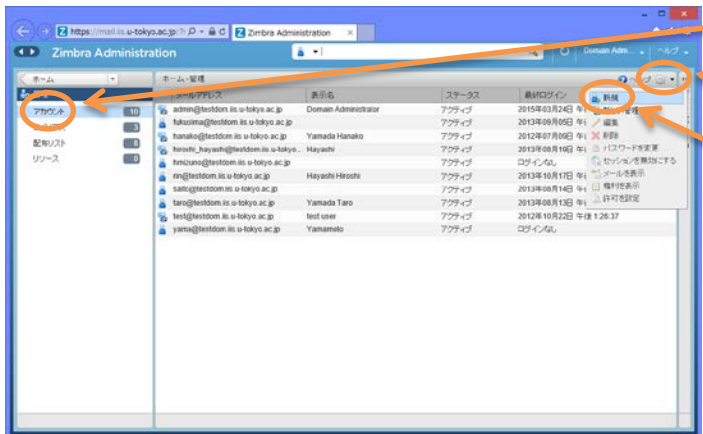 https://mail.iis.u-tokyo.ac.jp
Zimbra Administration
Zimbra Administration
Domain Adm...
ヘルプ
ホーム
ホーム - 管理
メールアドレス 表示名 ステータス 最終ログイン
アカウント 10
3
配布リスト 8
リソース 0
admin@testdom.iis.u-tokyo.ac.jp Domain Administrator アクティブ 2015年03月24日
fukusima@testdom.iis.u-tokyo.ac.jp アクティブ 2013年09月05日
hanako@testdom.iis.u-tokyo.ac.jp Yamada Hanako アクティブ 2012年07月09日
hiroshi_hayashi@testdom.iis.u-tokyo... Hayashi アクティブ 2013年08月19日
hmizuno@testdom.iis.u-tokyo.ac.jp アクティブ ログインなし
rin@testdom.iis.u-tokyo.ac.jp Hayashi Hiroshi アクティブ 2013年10月17日
saito@testdom.iis.u-tokyo.ac.jp アクティブ 2013年08月14日
taro@testdom.iis.u-tokyo.ac.jp Yamada Taro アクティブ 2013年08月13日
test@testdom.iis.u-tokyo.ac.jp test user アクティブ 2012年10月22日 午後 1:26:37
yama@testdom.iis.u-tokyo.ac.jp Yamamoto アクティブ ログインなし
新規
管理
編集
削除
パスワードを変更
セッションを無効にする
メールを表示
権利を表示
許可を設定